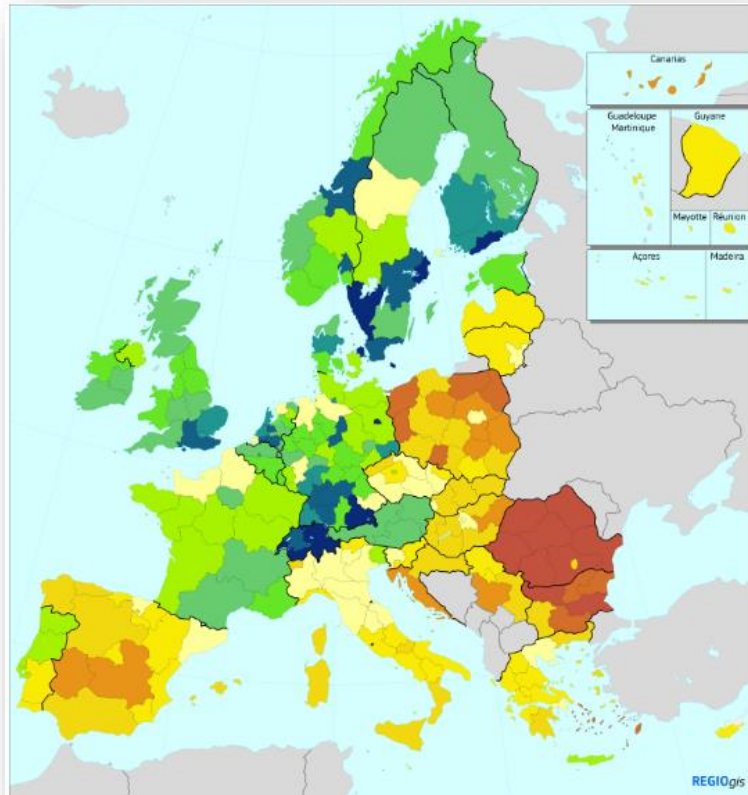 Canarias
Guadeloupe
Martinique
Guyane
Mayotte
Réunion
Açores
Madeira
REGIOgis